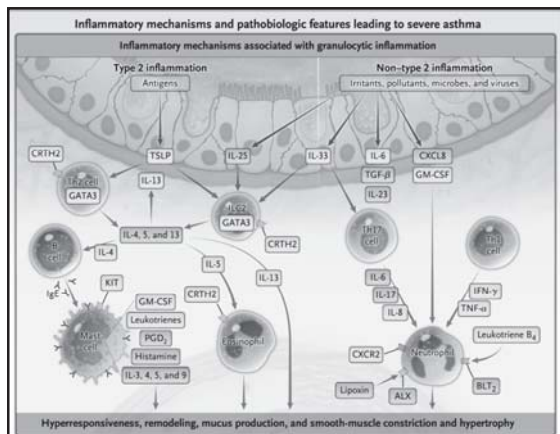 Inflammatory mechanisms and pathobiologic features leading to severe asthma
Inflammatory mechanisms associated with granulocytic inflammation
Type 2 inflammation
Non–type 2 inflammation
Antigens
Irritants, pollutants, microbes, and viruses
CRTH2
TSLP
IL-25
IL-33
IL-6
CXCL8
Th2 cell
GATA3
IL-13
TGF-β
GM-CSF
IL-23
ILC2
GATA3
Th17
cell
Th1
cell
B
cell
IL-4
IL-4, 5, and 13
CRTH2
IgE
KIT
IL-5
IL-13
IL-6
IL-17
IL-8
IFN-γ
TNF-α
Mast
cell
GM-CSF
Leukotrienes
PGD2
Histamine
IL-3, 4, 5, and 9
CRTH2
Eosinophil
CXCR2
Neutrophil
Leukotriene B4
Lipoxin
ALX
BLT2
Hyperresponsiveness, remodeling, mucus production, and smooth-muscle constriction and hypertrophy